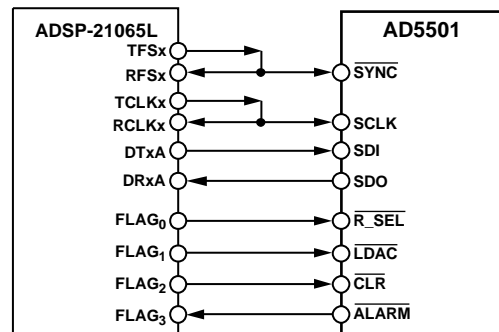 ADSP-21065L
TFSx
RFSx
TCLKx
RCLKx
DTxA
DRxA
FLAG₀
FLAG₁
FLAG₂
FLAG₃
AD5501
SYNC
SCLK
SDI
SDO
R_SEL
LDAC
CLR
ALARM